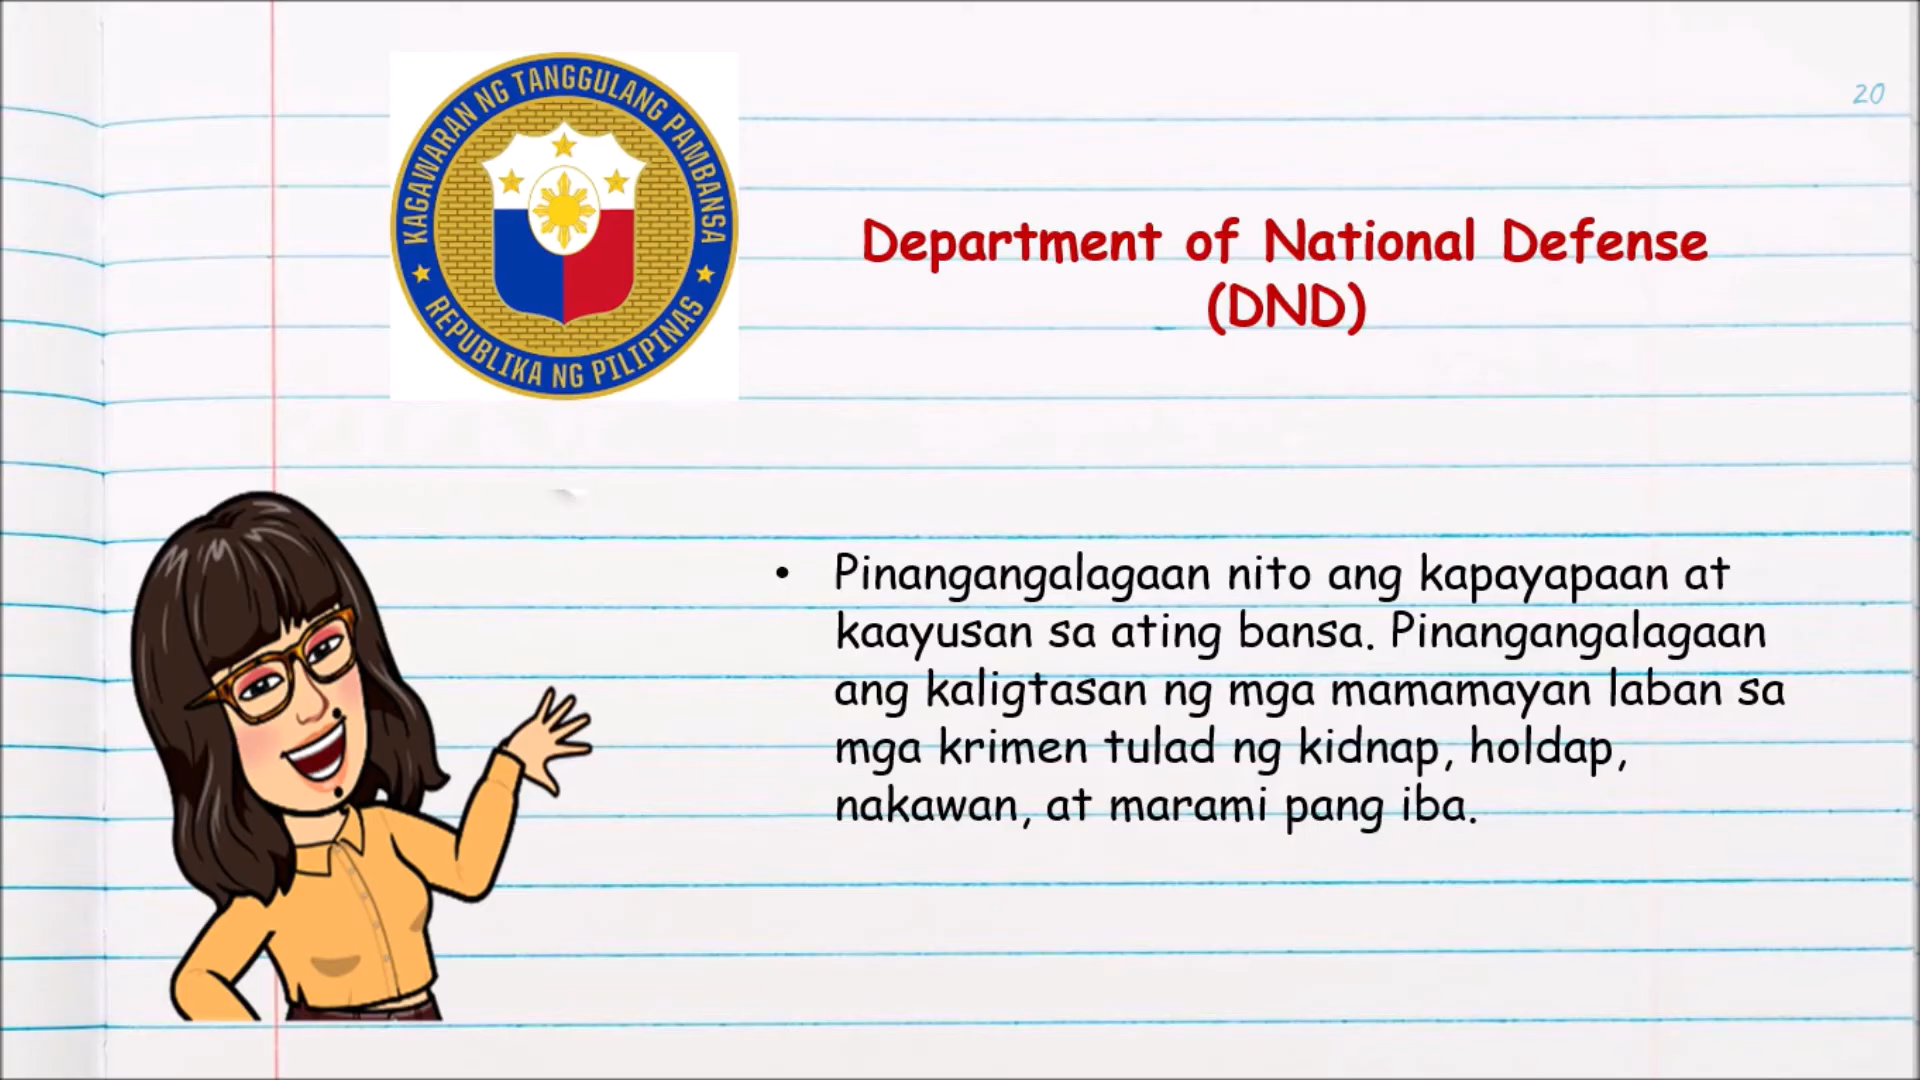 KAGAWARAN NG TANGGULANG PAMBANSA
REPUBLIKA NG PILIPINAS
20
Department of National Defense
(DND)
• Pinangangalagaan nito ang kapayapaan at
kaayusan sa ating bansa. Pinangangalagaan
ang kaligtasan ng mga mamamayan laban sa
mga krimen tulad ng kidnap, holdap,
nakawan, at marami pang iba.